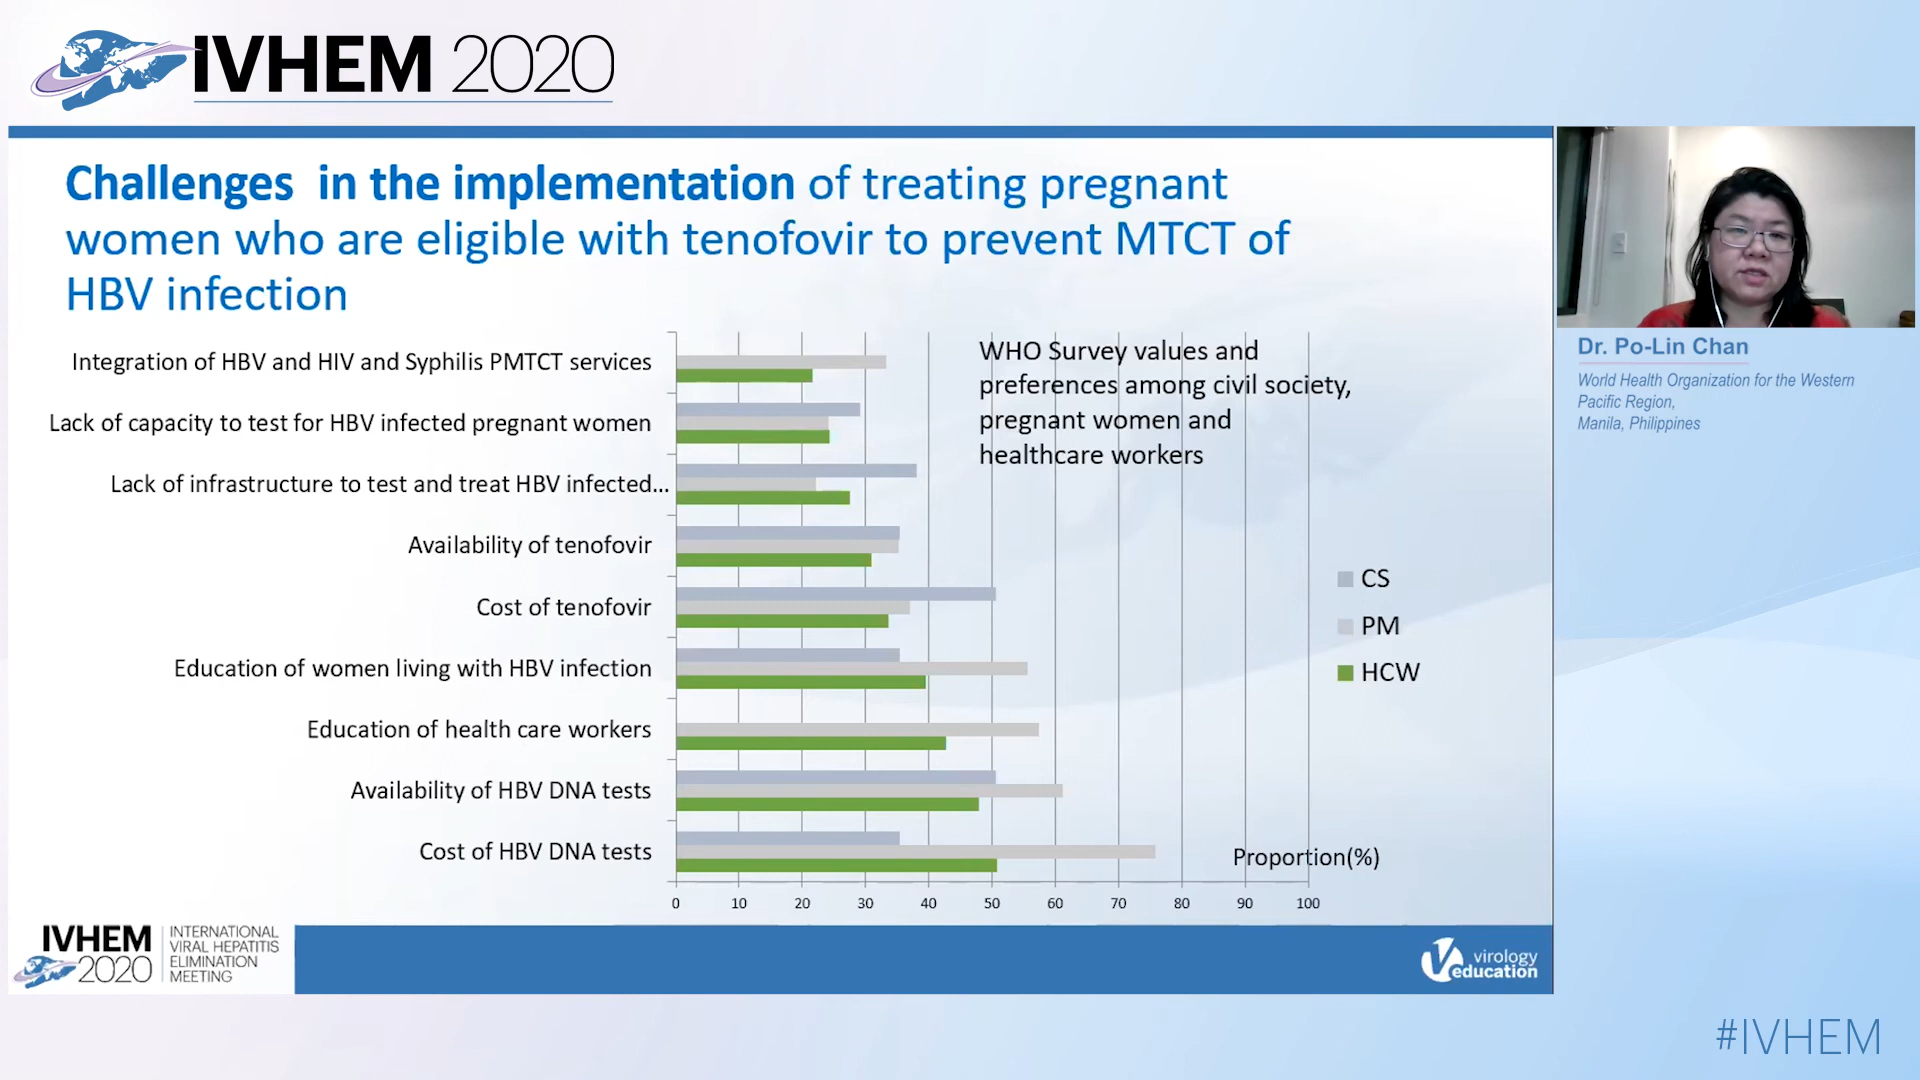 IVHEM 2020
Challenges in the implementation of treating pregnant
women who are eligible with tenofovir to prevent MTCT of
HBV infection
Integration of HBV and HIV and Syphilis PMTCT services
Lack of capacity to test for HBV infected pregnant women
Lack of infrastructure to test and treat HBV infected...
Availability of tenofovir
Cost of tenofovir
Education of women living with HBV infection
Education of health care workers
Availability of HBV DNA tests
Cost of HBV DNA tests
WHO Survey values and
preferences among civil society,
pregnant women and
healthcare workers
CS
PM
HCW
Proportion(%)
0 10 20 30 40 50 60 70 80 90 100
Dr. Po-Lin Chan
World Health Organization for the Western
Pacific Region,
Manila, Philippines
IVHEM
2020
INTERNATIONAL
VIRAL HEPATITIS
ELIMINATION
MEETING
virology
education
#IVHEM